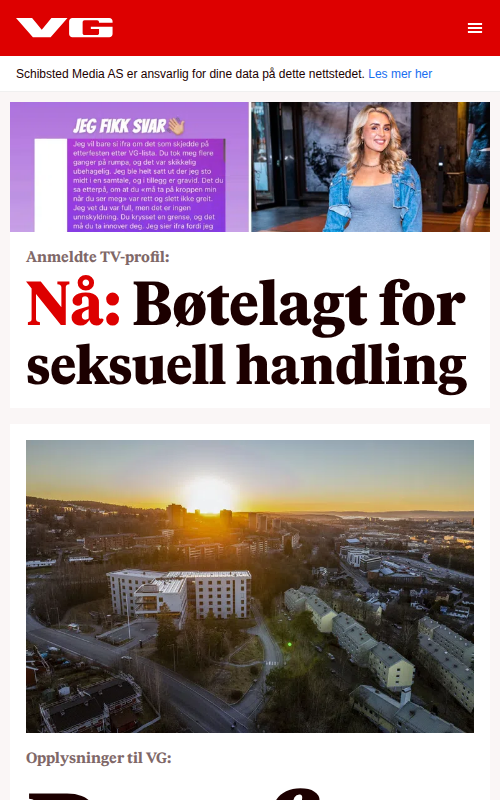 VG
Schibsted Media AS er ansvarlig for dine data på dette nettstedet. Les mer her
JEG FIKK SVAR 👋🏼
Jeg vil bare si ifra om det som skjedde på
etterfesten etter VG-lista. Du tok meg flere
ganger på rumpa, og det var skikkelig
ubehagelig. Jeg ble helt satt ut der jeg sto
midt i en samtale, og i tillegg er gravid. Det du
sa etterpå, om at du «må ta på kroppen min
når du ser meg» var rett og slett ikke greit.
Jeg vet du var full, men det er ingen
unnskyldning. Du krysset en grense, og det
må du ta innover deg. Jeg sier ifra fordi jeg
Anmeldte TV-profil:
Nå: Bøtelagt for
seksuell handling
Opplysninger til VG: